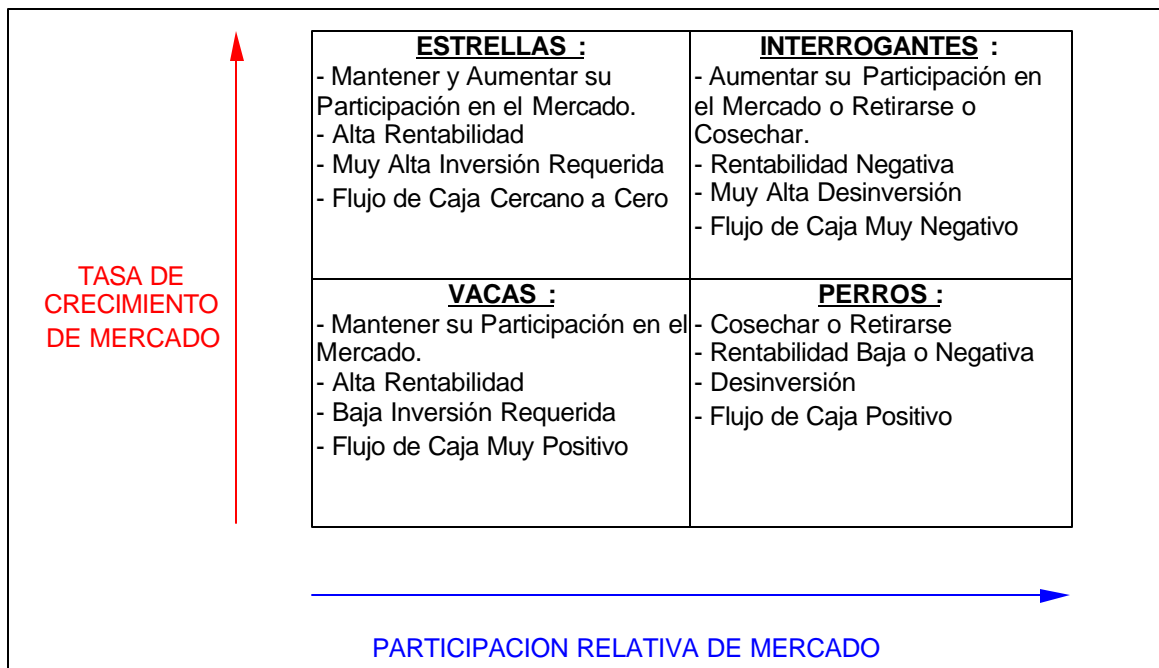 TASA DE
CRECIMIENTO
DE MERCADO
ESTRELLAS :
- Mantener y Aumentar su
Participación en el Mercado.
- Alta Rentabilidad
- Muy Alta Inversión Requerida
- Flujo de Caja Cercano a Cero
INTERROGANTES :
- Aumentar su Participación en
el Mercado o Retirarse o
Cosechar.
- Rentabilidad Negativa
- Muy Alta Desinversión
- Flujo de Caja Muy Negativo
VACAS :
- Mantener su Participación en el
Mercado.
- Alta Rentabilidad
- Baja Inversión Requerida
- Flujo de Caja Muy Positivo
PERROS :
- Cosechar o Retirarse
- Rentabilidad Baja o Negativa
- Desinversión
- Flujo de Caja Positivo
PARTICIPACION RELATIVA DE MERCADO